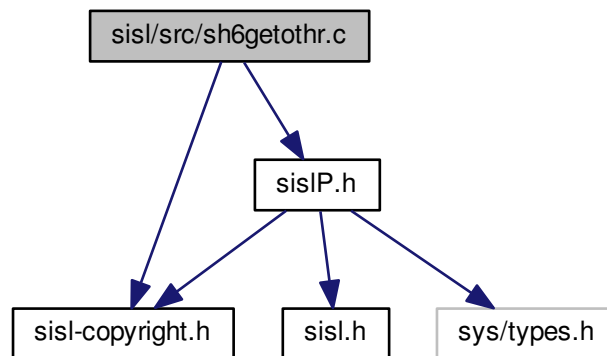 sisl/src/sh6getothr.c
sislP.h
sisl-copyright.h
sisl.h
sys/types.h